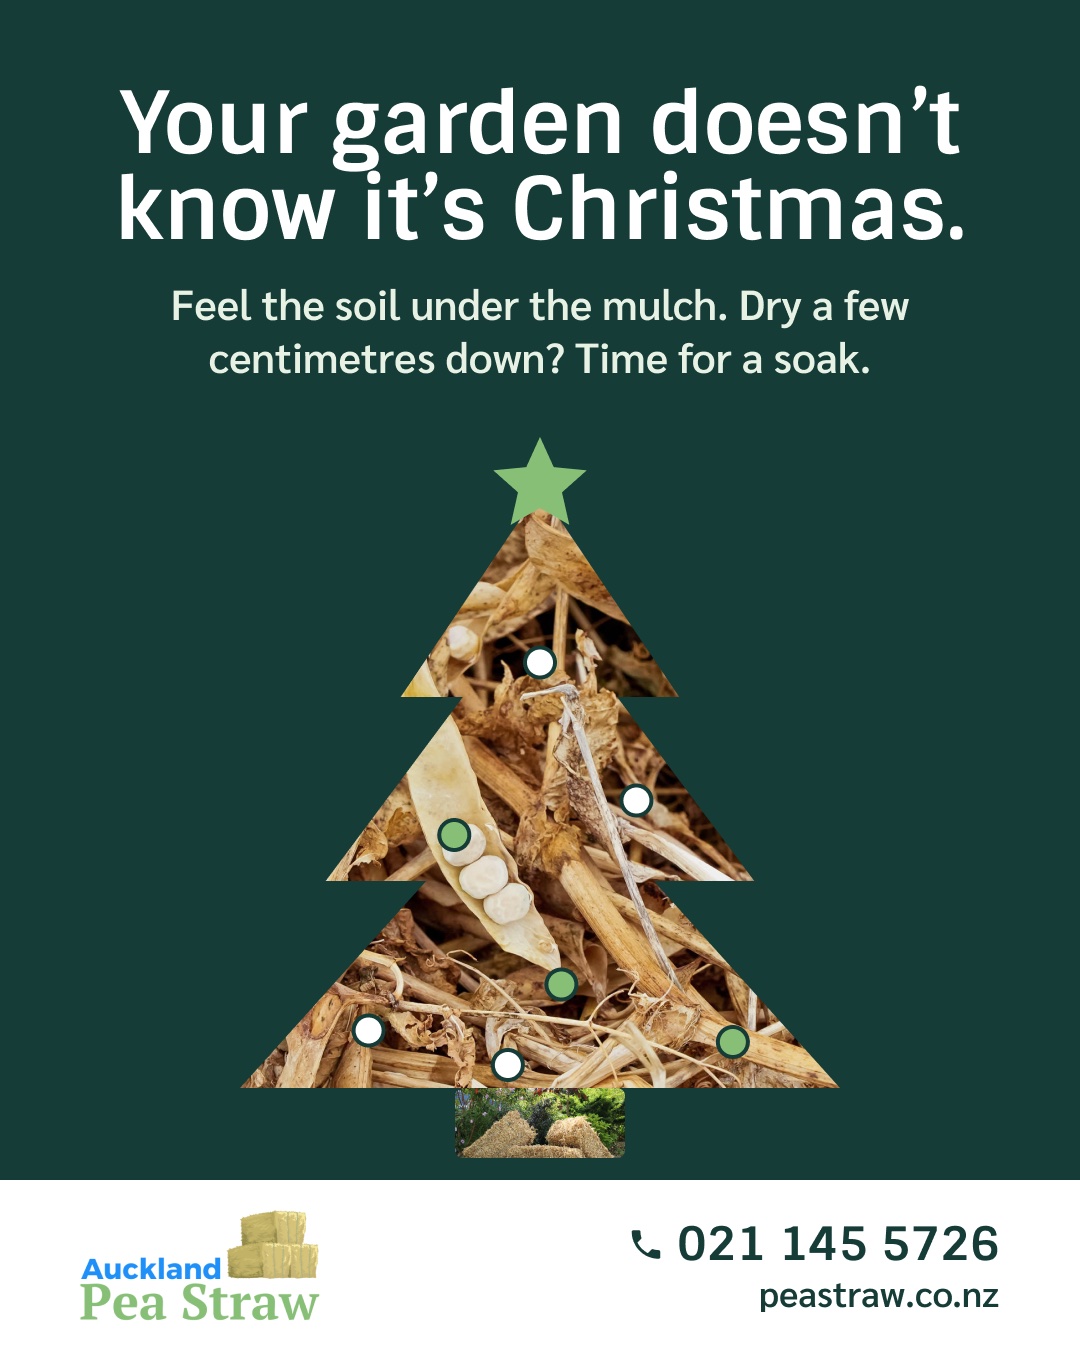 Your garden doesn’t
know it’s Christmas.
Feel the soil under the mulch. Dry a few
centimetres down? Time for a soak.
Auckland
Pea Straw
021 145 5726
peastraw.co.nz